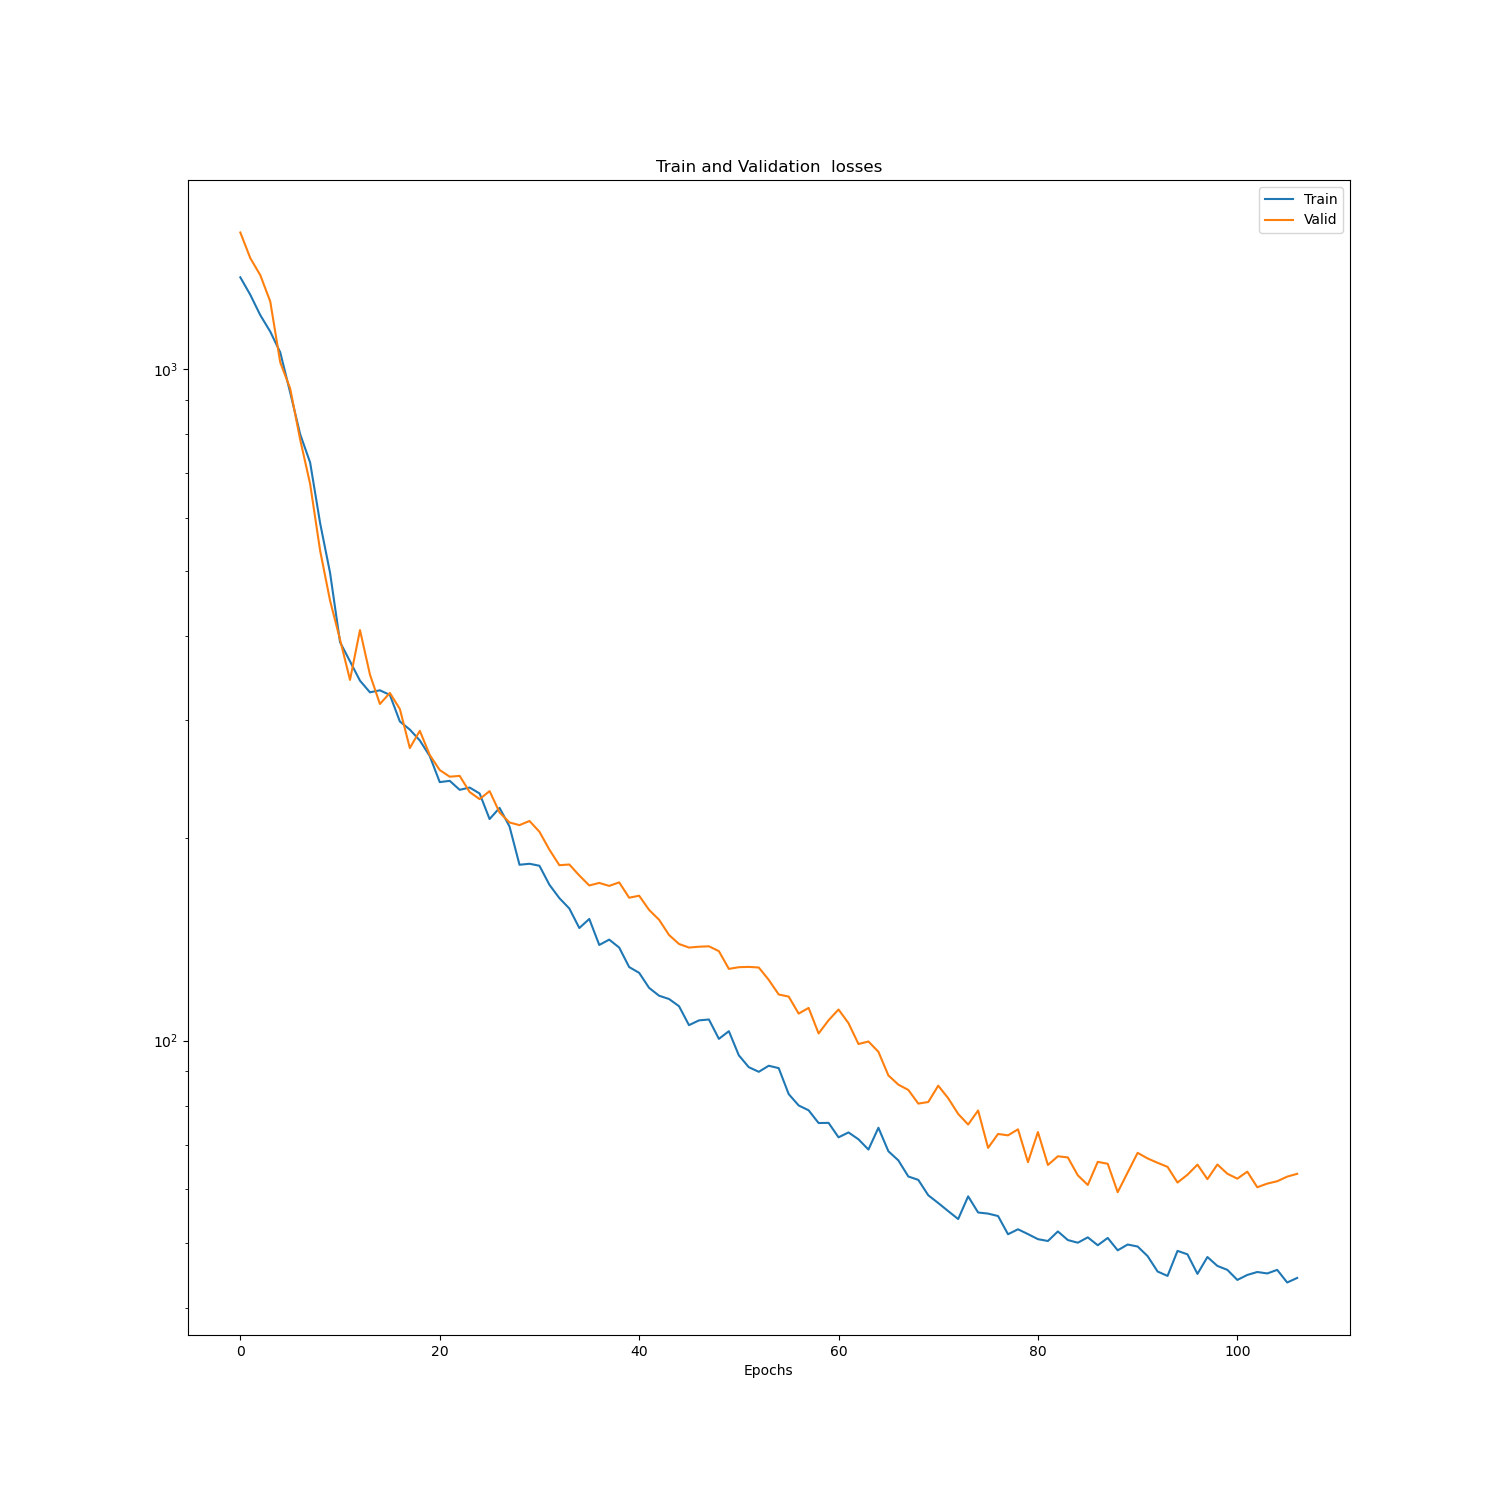 Train and Validation  losses
Train
Valid
10³
10²
0 20 40 60 80 100
Epochs